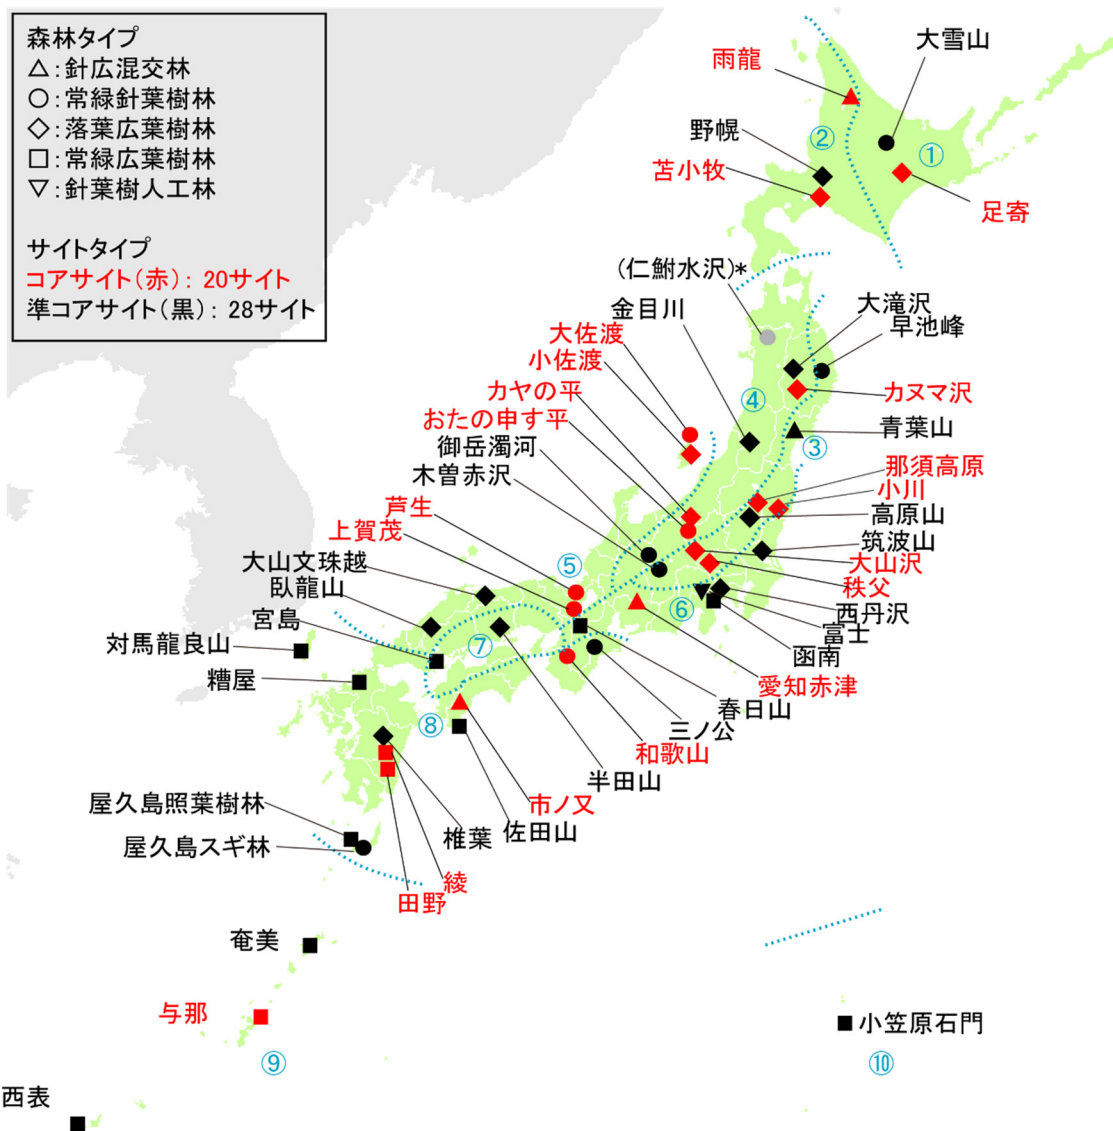 森林タイプ
△:針広混交林
○:常緑針葉樹林
◇:落葉広葉樹林
□:常緑広葉樹林
▽:針葉樹人工林
サイトタイプ
コアサイト(赤): 20サイト
準コアサイト(黒): 28サイト
大雪山
雨龍
野幌
②
①
苫小牧
足寄
(仁鮒水沢)*
金目川
大滝沢
大佐渡
早池峰
小佐渡
カヤの平
カヌマ沢
④
おたの申す平
青葉山
御岳濁河
③
木曽赤沢
那須高原
小川
芦生
高原山
上賀茂
筑波山
大山文珠越
大山沢
⑤
臥龍山
秩父
宮島
⑥
西丹沢
富士
対馬龍良山
⑦
函南
糟屋
愛知赤津
春日山
⑧
三ノ公
和歌山
半田山
屋久島照葉樹林
市ノ又
佐田山
椎葉
屋久島スギ林
綾
田野
奄美
与那
小笠原石門
⑨
⑩
西表